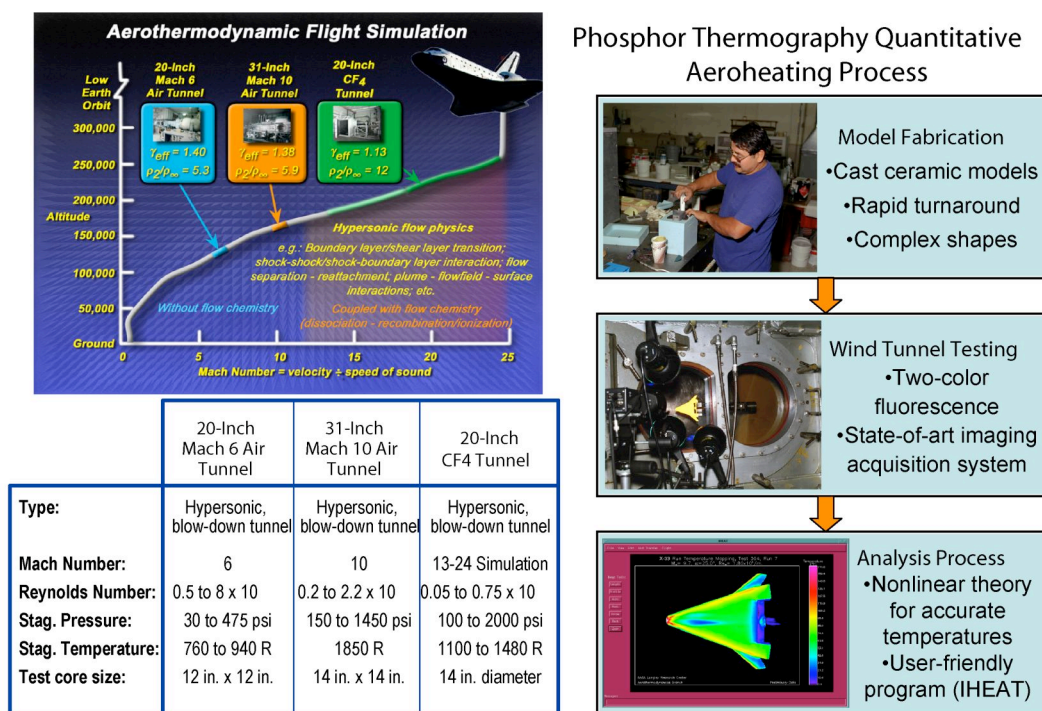 Aerothermodynamic Flight Simulation
20-Inch
Mach 6
Air Tunnel
31-Inch
Mach 10
Air Tunnel
20-Inch
CF4
Tunnel
γeff = 1.40
ρ2/ρ∞ = 5.3
γeff = 1.38
ρ2/ρ∞ = 5.9
γeff = 1.13
ρ2/ρ∞ = 12
Low
Earth
Orbit
300,000
250,000
200,000
Altitude
150,000
100,000
50,000
Ground
Hypersonic flow physics
e.g.: Boundary layer/shear layer transition;
shock-shock/shock-boundary layer interaction; flow
separation - reattachment; plume - flowfield - surface
interactions; etc.
Without flow chemistry
Coupled with flow chemistry
(dissociation - recombination/ionization)
0 5 10 15 20 25
Mach Number = velocity ÷ speed of sound
20-Inch
Mach 6 Air
Tunnel
31-Inch
Mach 10 Air
Tunnel
20-Inch
CF4 Tunnel
Type: Hypersonic, Hypersonic, Hypersonic,
blow-down tunnel blow-down tunnel blow-down tunnel
Mach Number: 6 10 13-24 Simulation
Reynolds Number: 0.5 to 8 x 10 0.2 to 2.2 x 10 0.05 to 0.75 x 10
Stag. Pressure: 30 to 475 psi 150 to 1450 psi 100 to 2000 psi
Stag. Temperature: 760 to 940 R 1850 R 1100 to 1480 R
Test core size: 12 in. x 12 in. 14 in. x 14 in. 14 in. diameter
Phosphor Thermography Quantitative
Aeroheating Process
Model Fabrication
•Cast ceramic models
•Rapid turnaround
•Complex shapes
Wind Tunnel Testing
•Two-color
fluorescence
•State-of-art imaging
acquisition system
Analysis Process
•Nonlinear theory
for accurate
temperatures
•User-friendly
program (IHEAT)